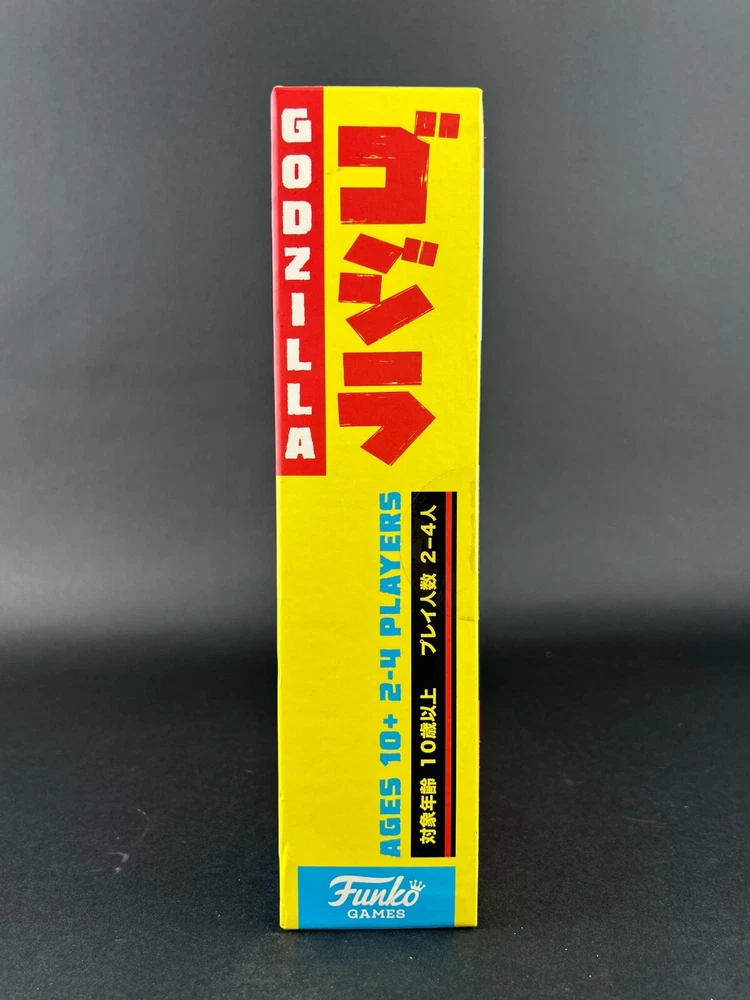 GODZILLA
ゴジラ
AGES 10+ 2-4 PLAYERS
対象年齢 10歳以上 プレイ人数 2-4人
Funko
GAMES